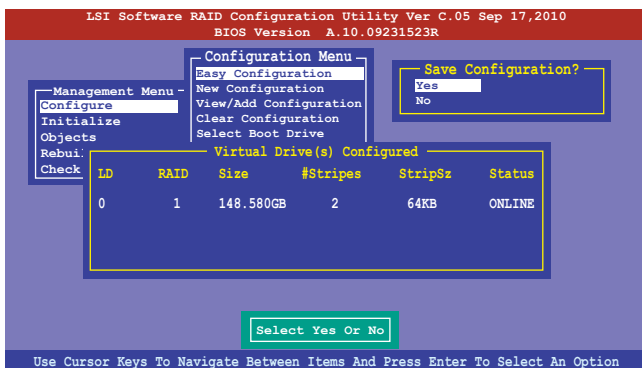 LSI Software RAID Configuration Utility Ver C.05 Sep 17,2010
BIOS Version A.10.09231523R
Configuration Menu
Easy Configuration
New Configuration
View/Add Configuration
Clear Configuration
Select Boot Drive
Save Configuration?
Yes
No
Management Menu
Configure
Initialize
Objects
Rebui
Check
Virtual Drive(s) Configured
LD RAID Size #Stripes StripSz Status
0 1 148.580GB 2 64KB ONLINE
Select Yes Or No
Use Cursor Keys To Navigate Between Items And Press Enter To Select An Option